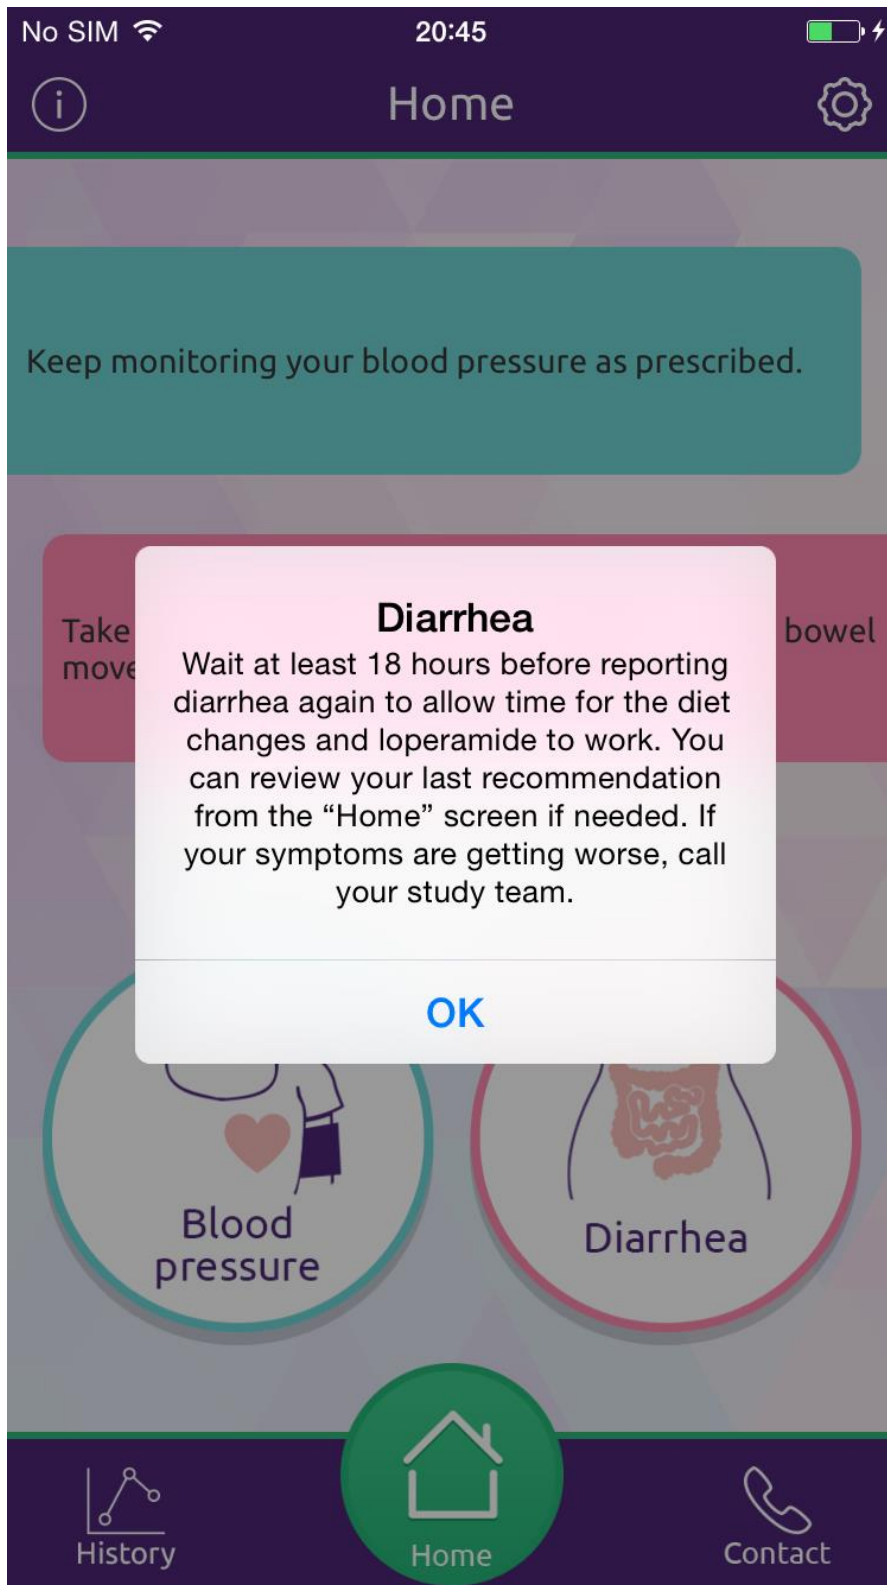 No SIM
20:45
Home
Keep monitoring your blood pressure as prescribed.
Take
bowel
move
Diarrhea
Wait at least 18 hours before reporting
diarrhea again to allow time for the diet
changes and loperamide to work. You
can review your last recommendation
from the “Home” screen if needed. If
your symptoms are getting worse, call
your study team.
OK
Blood
pressure
Diarrhea
History
Home
Contact